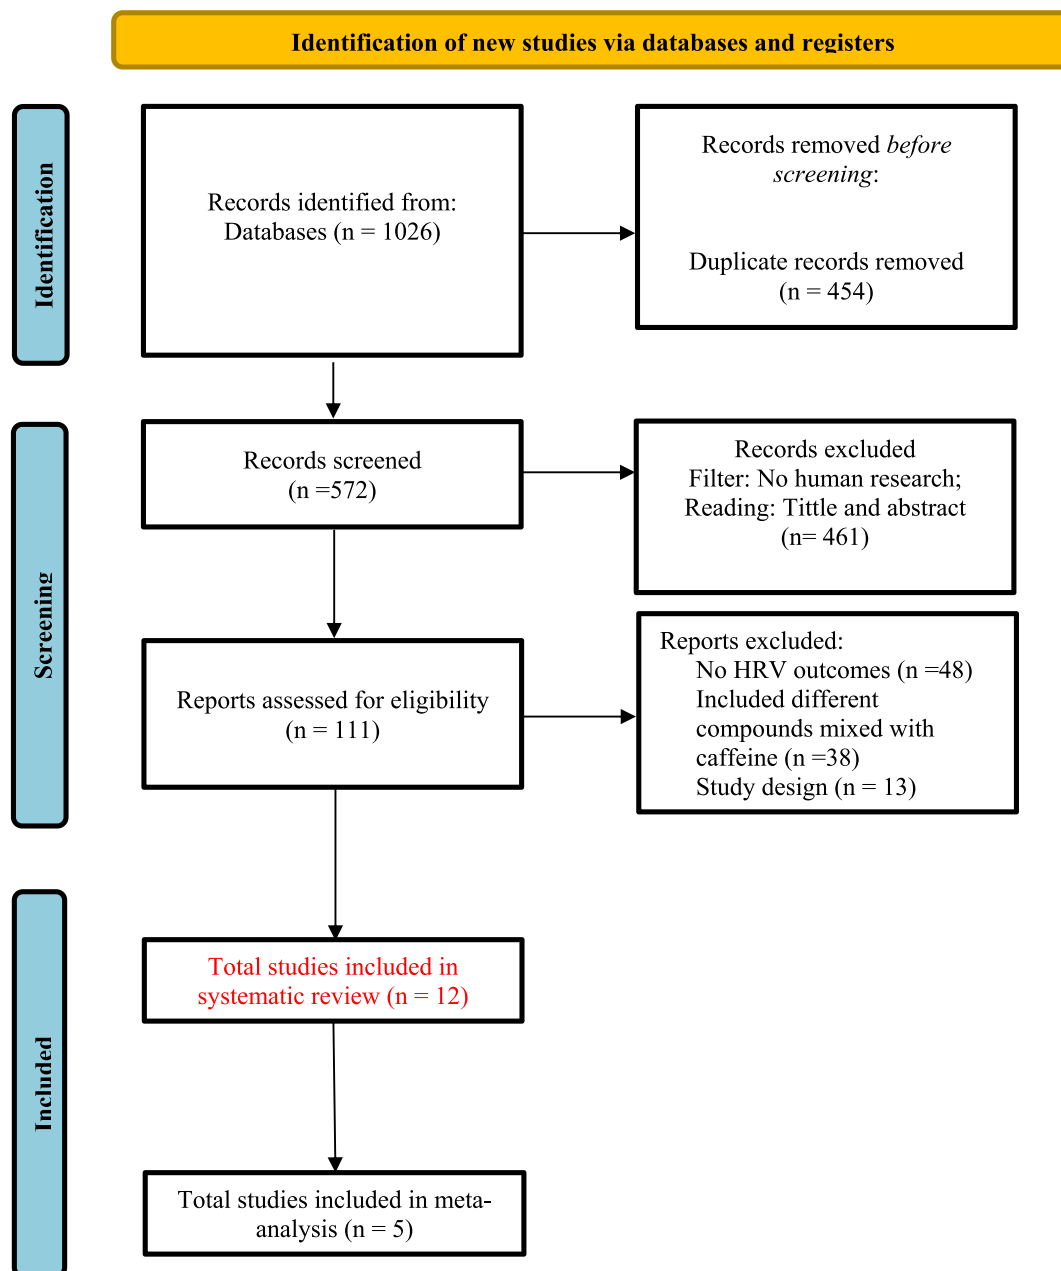 Identification of new studies via databases and registers
Identification
Records identified from:
Databases (n = 1026)
Records removed before
screening:
Duplicate records removed
(n = 454)
Screening
Records screened
(n =572)
Records excluded
Filter: No human research;
Reading: Tittle and abstract
(n= 461)
Reports assessed for eligibility
(n = 111)
Reports excluded:
No HRV outcomes (n =48)
Included different
compounds mixed with
caffeine (n =38)
Study design (n = 13)
Included
Total studies included in
systematic review (n = 12)
Total studies included in meta-
analysis (n = 5)